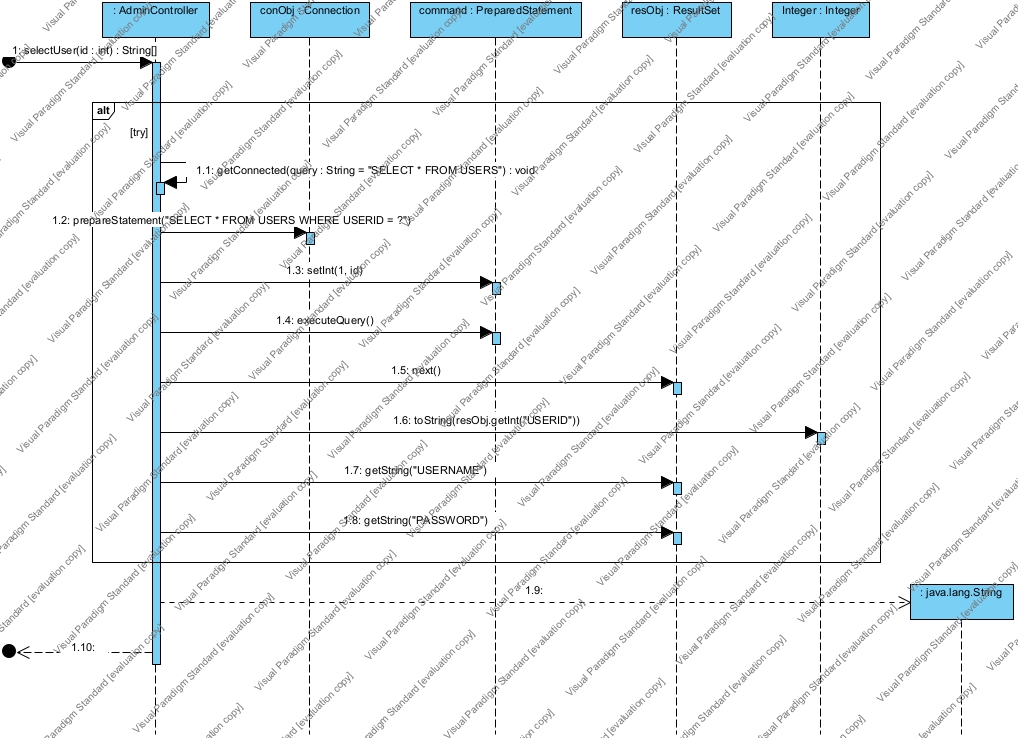 : AdminController
conObj : Connection
command : PreparedStatement
resObj : ResultSet
Integer : Integer
1: selectUser(id : int) : String[]
alt
[try]
1.1: getConnected(query : String = "SELECT * FROM USERS") : void
1.2: prepareStatement("SELECT * FROM USERS WHERE USERID = ?")
1.3: setInt(1, id)
1.4: executeQuery()
1.5: next()
1.6: toString(resObj.getInt("USERID"))
1.7: getString("USERNAME")
1.8: getString("PASSWORD")
1.9:
: java.lang.String
1.10:
Visual Paradigm Standard [evaluation copy]